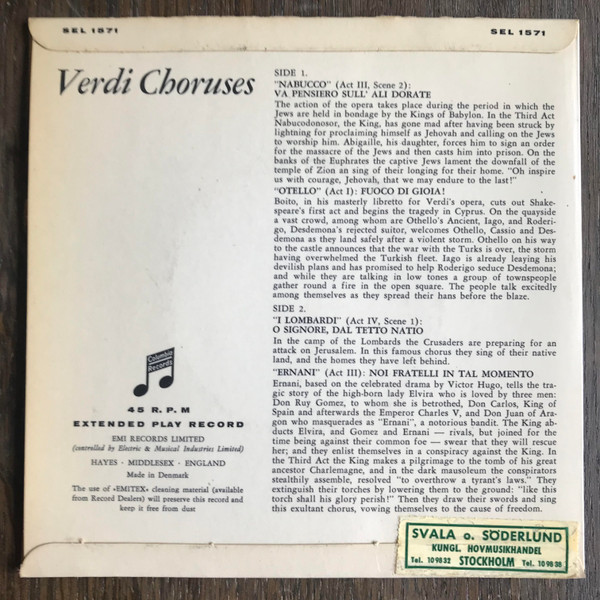 SEL 1571
SEL 1571
Verdi Choruses
SIDE 1.
"NABUCCO" (Act III, Scene 2):
VA PENSIERO SULL' ALI DORATE
The action of the opera takes place during the period in which the
Jews are held in bondage by the Kings of Babylon. In the Third Act
Nabucodonosor, the King, has gone mad after having been struck by
lightning for proclaiming himself as Jehovah and calling on the Jews
to worship him. Abigaille, his daughter, forces him to sign an order
for the massacre of the Jews and then casts him into prison. On the
banks of the Euphrates the captive Jews lament the downfall of the
temple of Zion an sing of their longing for their home. "Oh inspire
us with courage, Jehovah, that we may endure to the last!"
"OTELLO" (Act I): FUOCO DI GIOIA!
Boito, in his masterly libretto for Verdi's opera, cuts out Shake-
speare's first act and begins the tragedy in Cyprus. On the quayside
a vast crowd, among whom are Othello's Ancient, Iago, and Roderi-
go, Desdemona's rejected suitor, welcomes Othello, Cassio and Des-
demona as they land safely after a violent storm. Othello on his way
to the castle announces that the war with the Turks is over, the storm
having overwhelmed the Turkish fleet. Iago is already leaying his
devilish plans and has promised to help Roderigo seduce Desdemona;
and while they are talking in low tones a group of townspeople
gather round a fire in the open square. The people talk excitedly
among themselves as they spread their hands before the blaze.
SIDE 2.
"I LOMBARDI" (Act IV, Scene 1):
O SIGNORE, DAL TETTO NATIO
In the camp of the Lombards the Crusaders are preparing for an
attack on Jerusalem. In this famous chorus they sing of their native
land, and the homes they have left behind.
"ERNANI" (Act III): NOI FRATELLI IN TAL MOMENTO
Ernani, based on the celebrated drama by Victor Hugo, tells the tra-
gic story of the high-born lady Elvira who is loved by three men:
Don Ruy Gomez, to whom she is betrothed, Don Carlos, King of
Spain and afterwards the Emperor Charles V, and Don Juan of Ara-
gon who masquerades as "Ernani", a notorious bandit. The King ab-
ducts Elvira, and Gomez and Ernani — rivals, but joined for the
time being against their common foe — swear that they will rescue
her; and they enlist themselves in a conspiracy against the King. In
the Third Act the King makes a pilgrimage to the tomb of his great
ancestor Charlemagne, and in the dark mausoleum the conspirators
stealthily assemble, resolved "to overthrow a tyrant's laws." They
extinguish their torches by lowering them to the ground: "like this
torch shall his glory perish!" Then they draw their swords and sing
this exultant chorus, vowing themselves to the cause of freedom.
Columbia
Records
45 R.P.M
EXTENDED PLAY RECORD
EMI RECORDS LIMITED
(controlled by Electric & Musical Industries Limited)
HAYES · MIDDLESEX · ENGLAND
Made in Denmark
The use of »EMITEX« cleaning material (available
from Record Dealers) will preserve this record and
keep it free from dust
SVALA o. SÖDERLUND
KUNGL. HOVMUSIKHANDEL
Tel. 109832 STOCKHOLM Tel. 109838